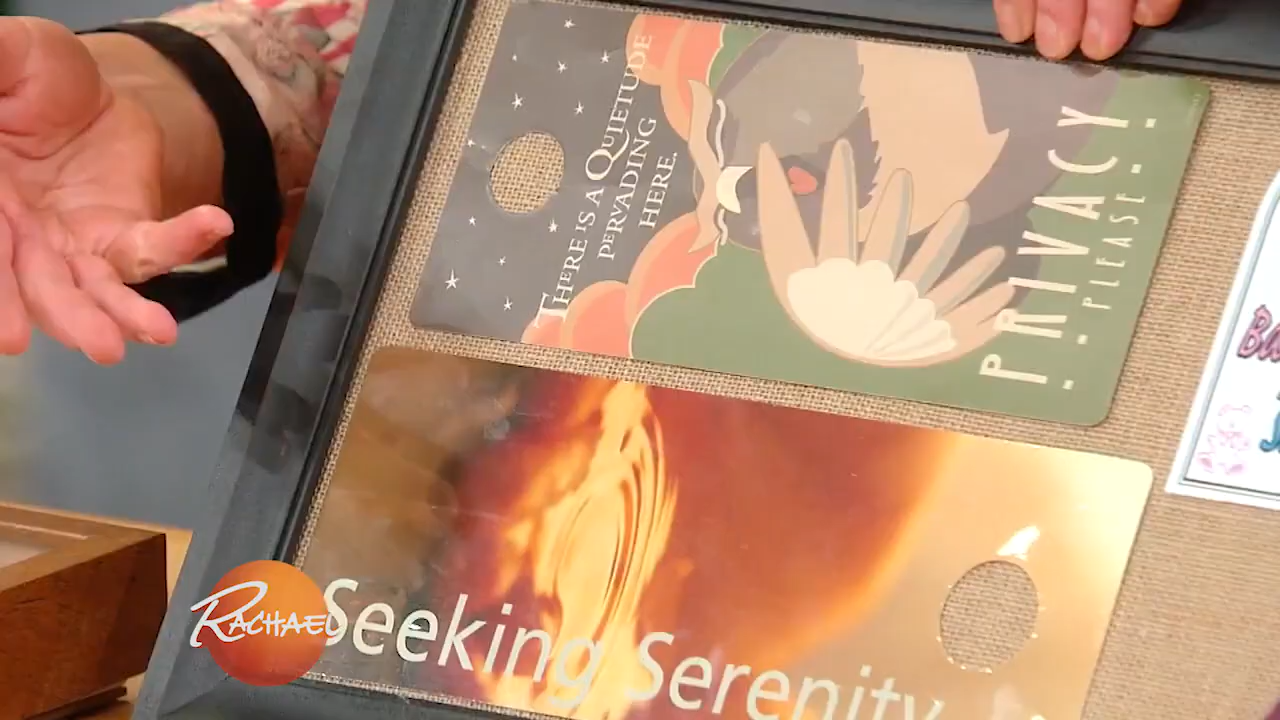 THERE IS A QUIETUDE
PERVADING
HERE.
PRIVACY
- PLEASE -
Seeking Serenity
RACHAEL